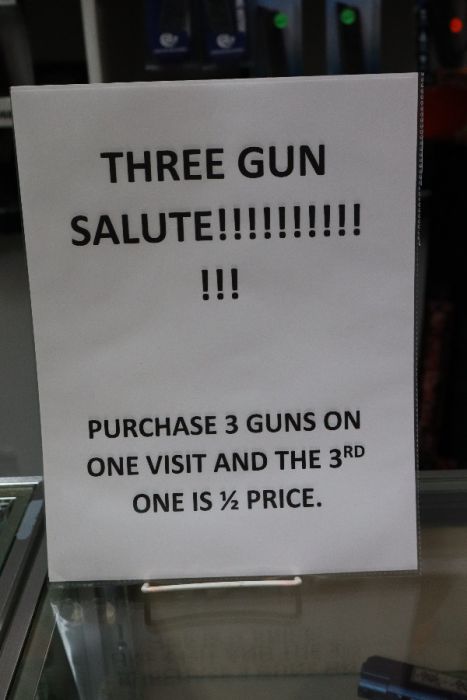 THREE GUN
SALUTE!!!!!!!!!!
!!!
PURCHASE 3 GUNS ON
ONE VISIT AND THE 3RD
ONE IS ½ PRICE.